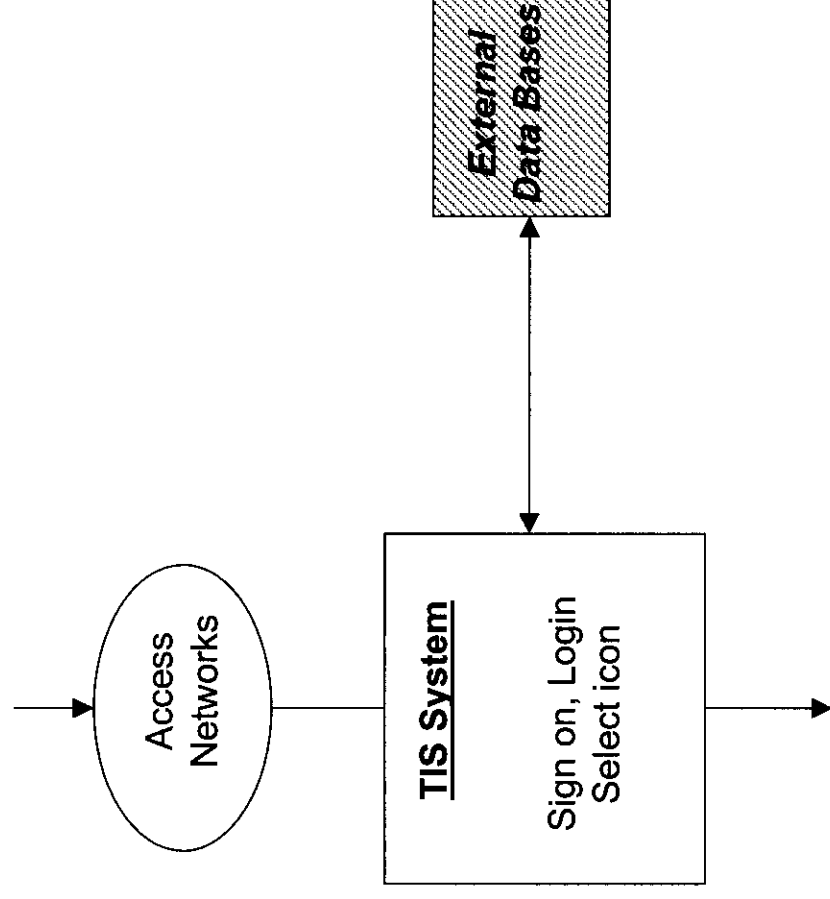 Access
Networks
TIS System
Sign on, Login
Select icon
External
Data Bases